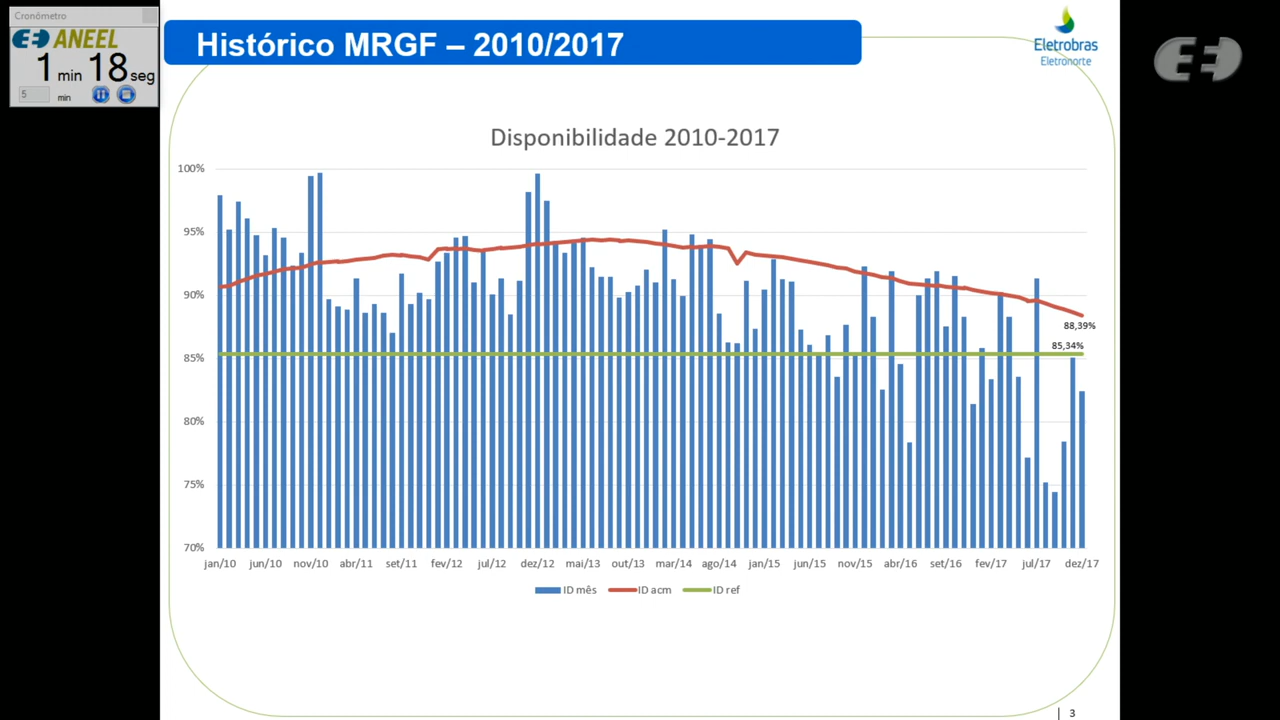 Cronômetro
ANEEL
1 min 18 seg
5 min
Histórico MRGF – 2010/2017
Eletrobras
Eletronorte
Disponibilidade 2010-2017
100%
95%
90%
85%
80%
75%
70%
88,39%
85,34%
jan/10 jun/10 nov/10 abr/11 set/11 fev/12 jul/12 dez/12 mai/13 out/13 mar/14 ago/14 jan/15 jun/15 nov/15 abr/16 set/16 fev/17 jul/17 dez/17
ID mês ID acm ID ref
3